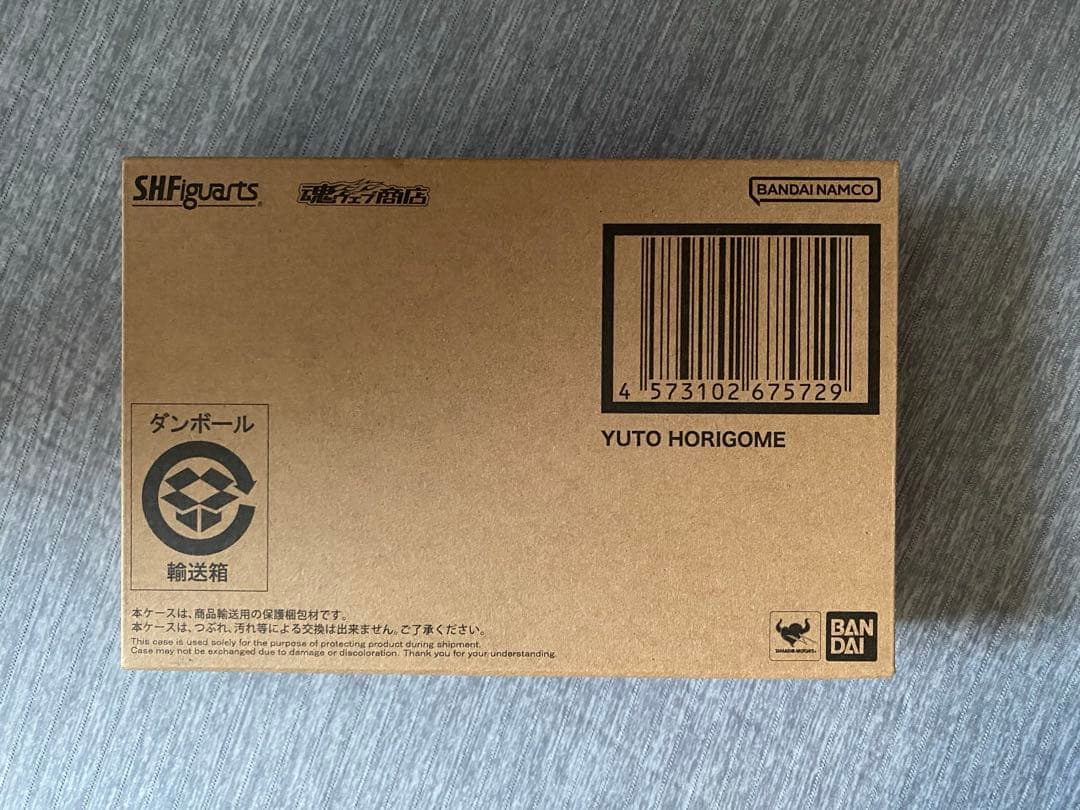 S.H.Figuarts
魂ウェブ商店
BANDAI NAMCO
4 573102 675729
YUTO HORIGOME
ダンボール
輸送箱
本ケースは、商品輸送用の保護梱包材です。
本ケースは、つぶれ、汚れ等による交換は出来ません。ご了承ください。
This case is used solely for the purpose of protecting product during shipment.
Case may not be exchanged due to damage or discoloration. Thank you for your understanding.
TAMASHII NATIONS
BAN
DAI